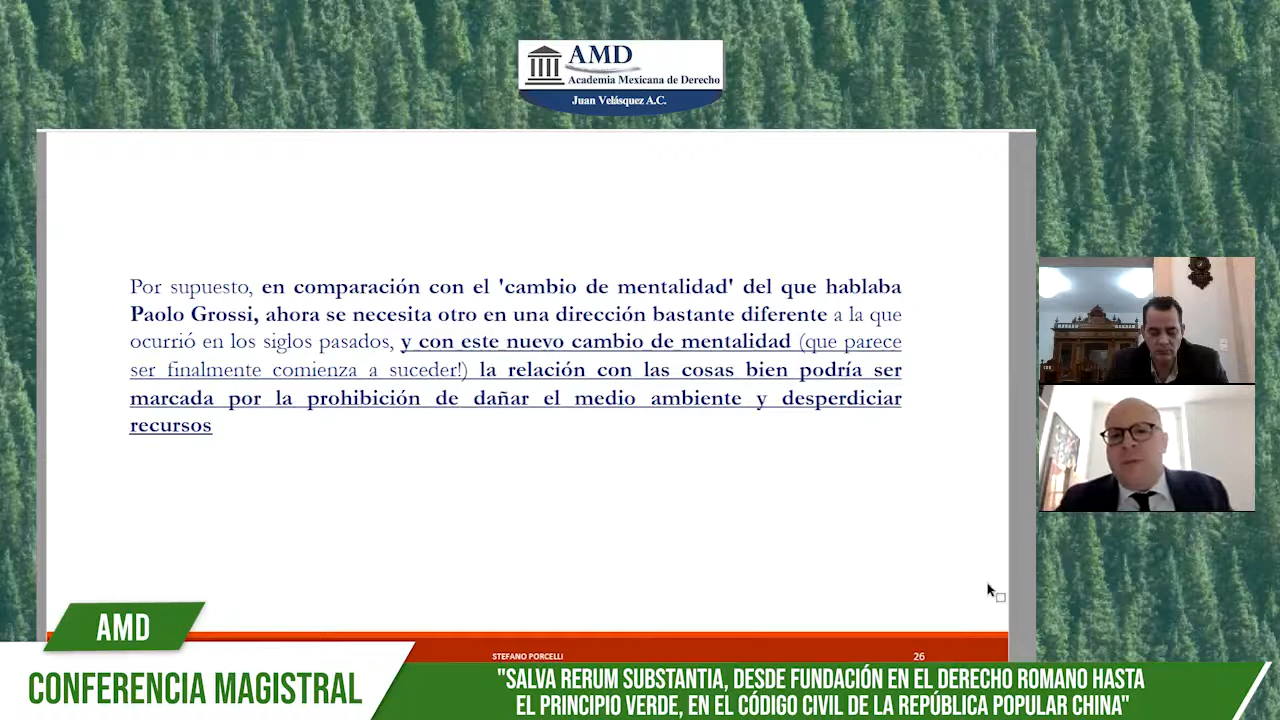 AMD
Academia Mexicana de Derecho
Juan Velásquez A.C.
Por supuesto, en comparación con el 'cambio de mentalidad' del que hablaba
Paolo Grossi, ahora se necesita otro en una dirección bastante diferente a la que
ocurrió en los siglos pasados, y con este nuevo cambio de mentalidad (que parece
ser finalmente comienza a suceder!) la relación con las cosas bien podría ser
marcada por la prohibición de dañar el medio ambiente y desperdiciar
recursos
STEFANO PORCELLI
26
AMD
CONFERENCIA MAGISTRAL
"SALVA RERUM SUBSTANTIA, DESDE FUNDACIÓN EN EL DERECHO ROMANO HASTA
EL PRINCIPIO VERDE, EN EL CÓDIGO CIVIL DE LA REPÚBLICA POPULAR CHINA"